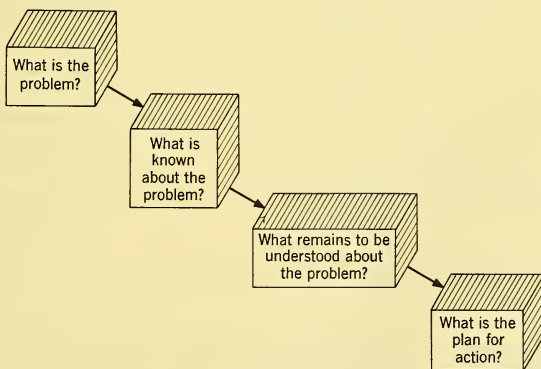 What is the
problem?
What is
known
about the
problem?
What remains to be
understood about
the problem?
What is the
plan for
action?